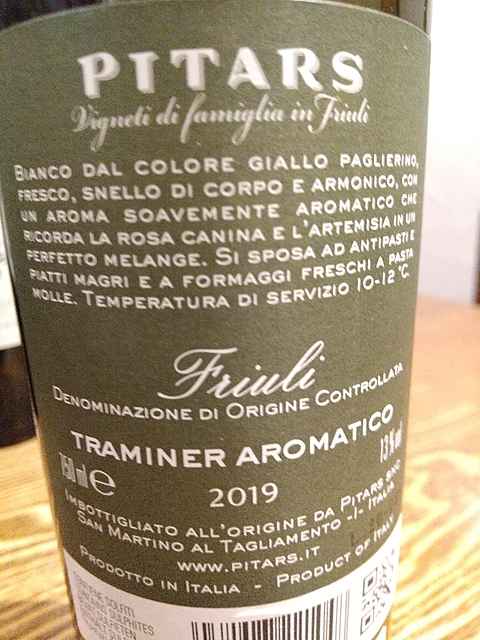 PITARS
Vigneti di famiglia in Friuli
BIANCO DAL COLORE GIALLO PAGLIERINO,
FRESCO, SNELLO DI CORPO E ARMONICO, CON
UN AROMA SOAVEMENTE AROMATICO CHE
RICORDA LA ROSA CANINA E L'ARTEMISIA IN UN
PERFETTO MELANGE. SI SPOSA AD ANTIPASTI E
PIATTI MAGRI E A FORMAGGI FRESCHI A PASTA
MOLLE. TEMPERATURA DI SERVIZIO 10-12 °C.
Friuli
DENOMINAZIONE DI ORIGINE CONTROLLATA
TRAMINER AROMATICO
750 ml e
13% vol
2019
IMBOTTIGLIATO ALL'ORIGINE DA PITARS SNC
SAN MARTINO AL TAGLIAMENTO -I- ITALIA
WWW.PITARS.IT
PRODOTTO IN ITALIA - PRODUCT OF ITALY
CONTIENE SOLFITI
CONTAINS SULPHITES